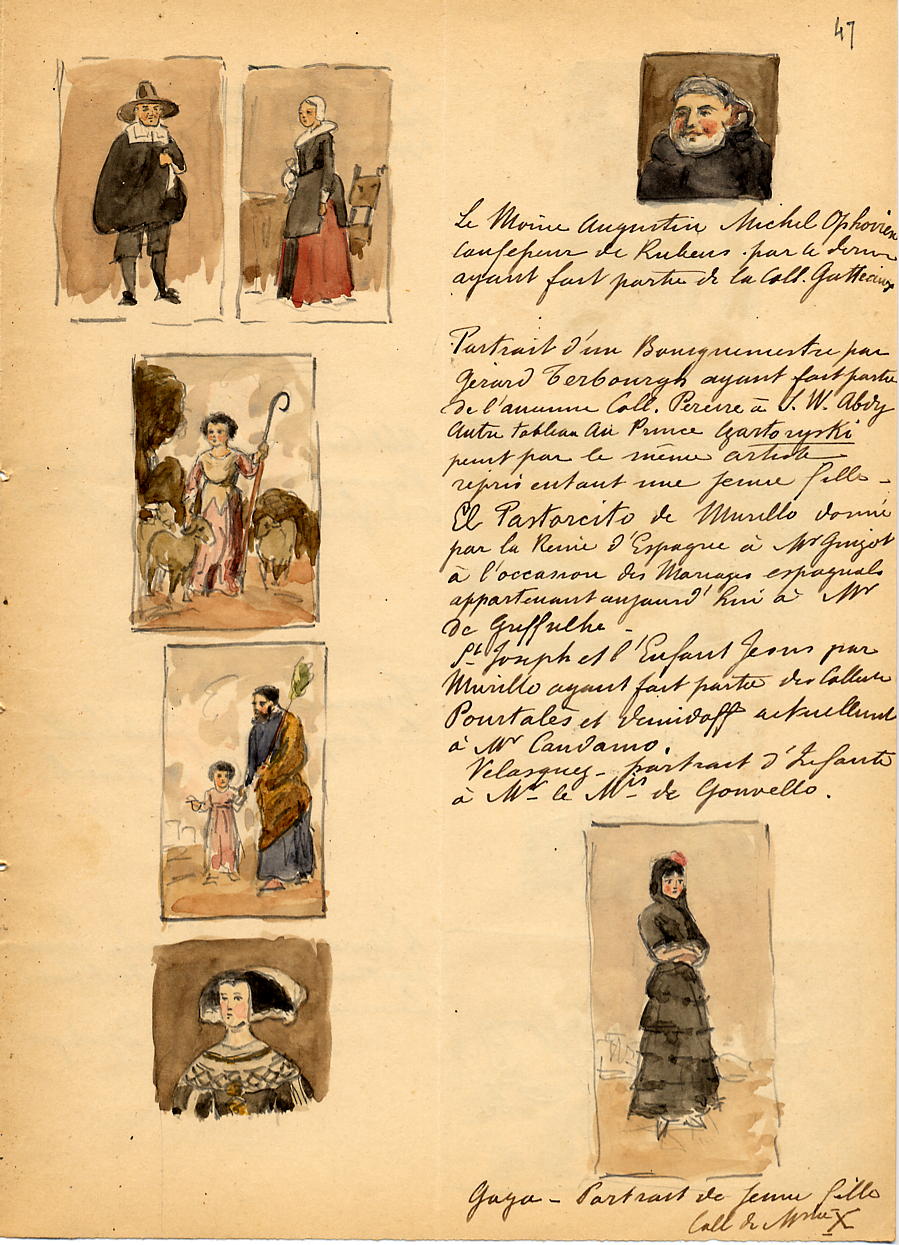 47
Le Moine Augustin Michel Ophovien
confesseur de Rubens. par ce dernier
ayant fait partie de la Coll. Gatteaux
Portrait d'un Bourguemestre par
Gérard Terbourgh ayant fait partie
de l'ancienne Coll. Pereire à S. W. Abdy
Autre tableau au Prince Czartoryski
peint par le même artiste
représentant une jeune fille -
El Pastorcito de Murillo donné
par la Reine d'Espagne à Mr Guizot
à l'occasion des Mariages espagnols
appartenant aujourd'hui à Mr
de Greffulhe -
St Joseph et l'Enfant Jesus par
Murillo ayant fait partie des Collections
Pourtalès et Demidoff actuellement
à Mr Candamo.
Velasquez - portrait d'Infante
à Mr le Mis de Gouvello.
Goya - Portrait de jeune fille
Coll de Mme X